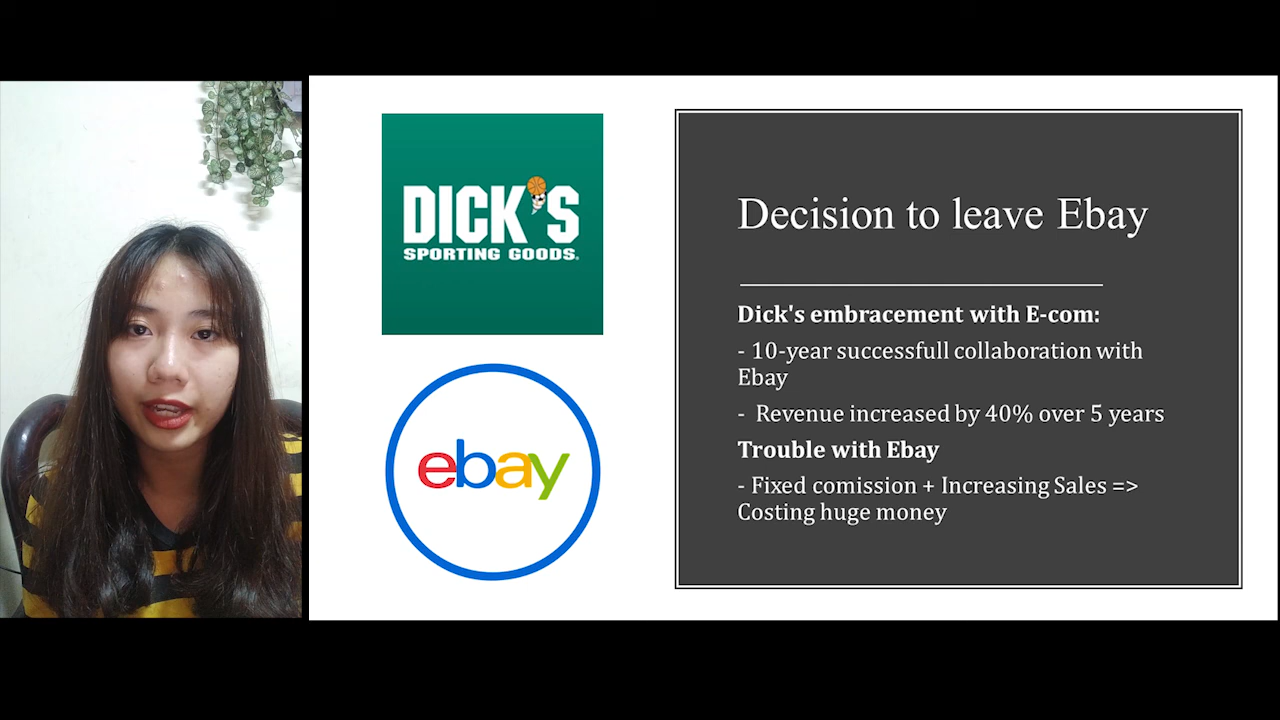 DICK'S
SPORTING GOODS.
ebay
Decision to leave Ebay
Dick's embracement with E-com:
- 10-year successfull collaboration with
Ebay
- Revenue increased by 40% over 5 years
Trouble with Ebay
- Fixed comission + Increasing Sales =>
Costing huge money